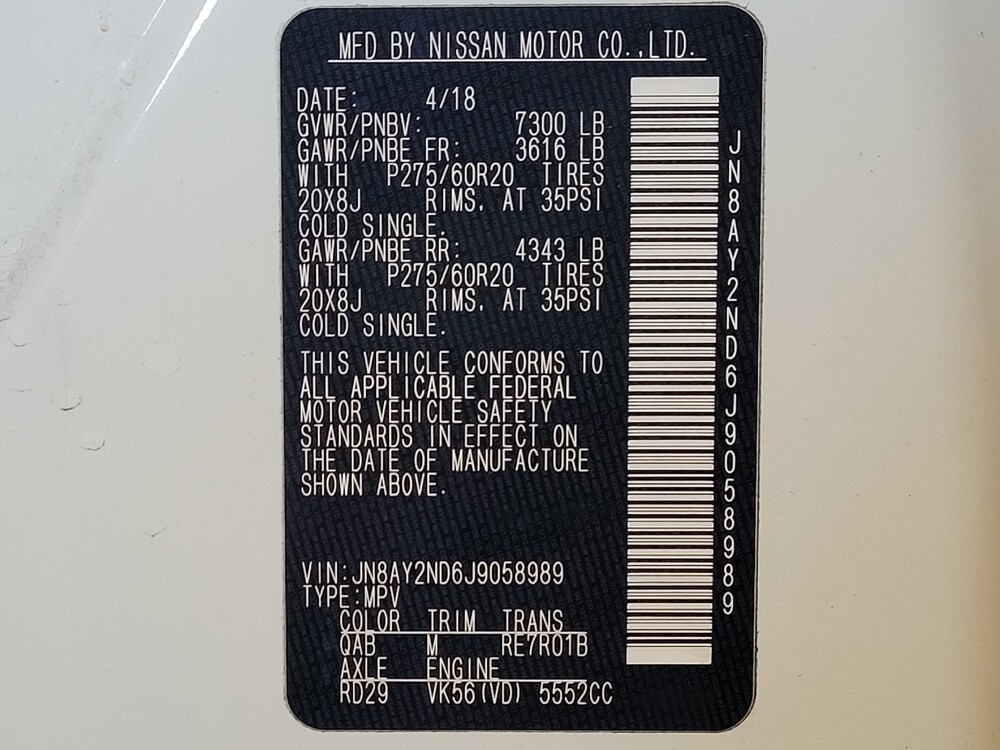 MFD BY NISSAN MOTOR CO.,LTD.
DATE: 4/18
GVWR/PNBV: 7300 LB
GAWR/PNBE FR: 3616 LB
WITH P275/60R20 TIRES
20X8J RIMS. AT 35PSI
COLD SINGLE.
GAWR/PNBE RR: 4343 LB
WITH P275/60R20 TIRES
20X8J RIMS. AT 35PSI
COLD SINGLE.
THIS VEHICLE CONFORMS TO
ALL APPLICABLE FEDERAL
MOTOR VEHICLE SAFETY
STANDARDS IN EFFECT ON
THE DATE OF MANUFACTURE
SHOWN ABOVE.
VIN:JN8AY2ND6J9058989
TYPE:MPV
COLOR TRIM TRANS
QAB M RE7R01B
AXLE ENGINE
RD29 VK56(VD) 5552CC
JN8AY2ND6J9058989